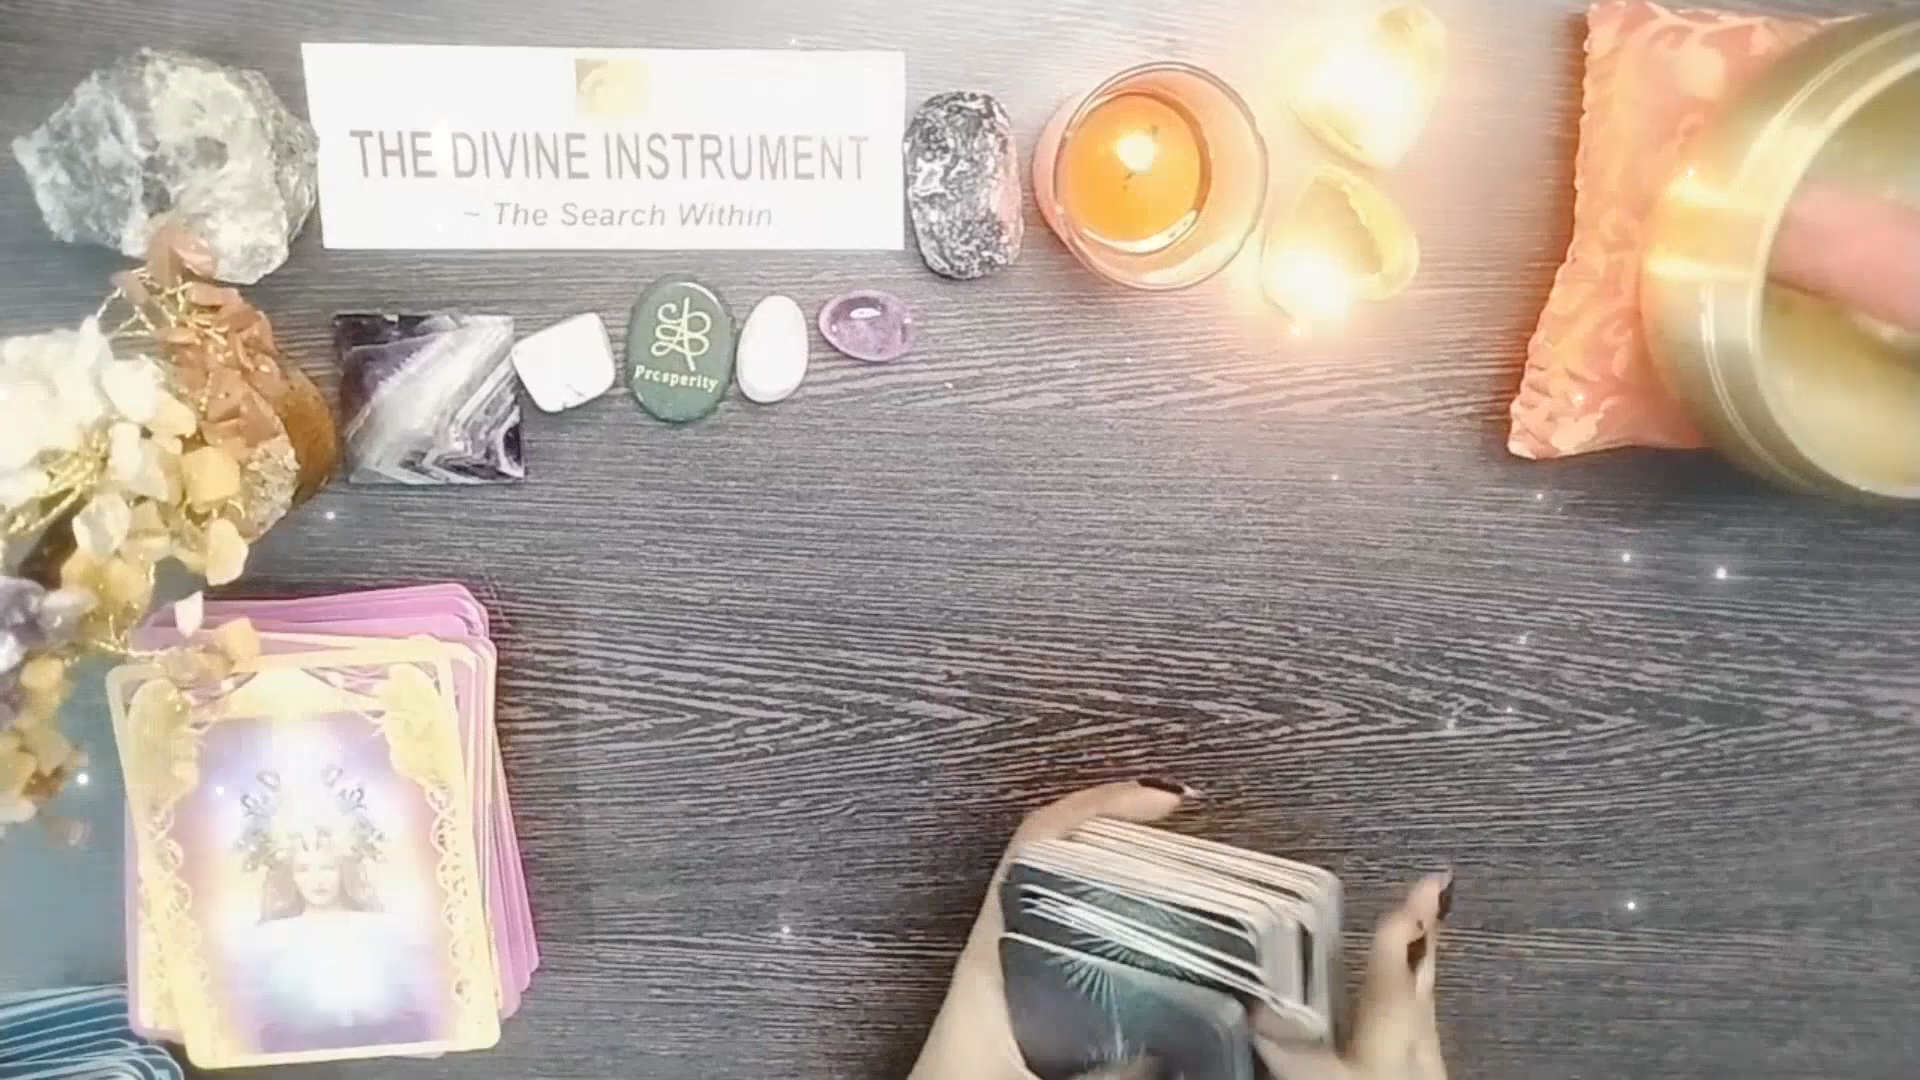 THE DIVINE INSTRUMENT
~ The Search Within
Prosperity